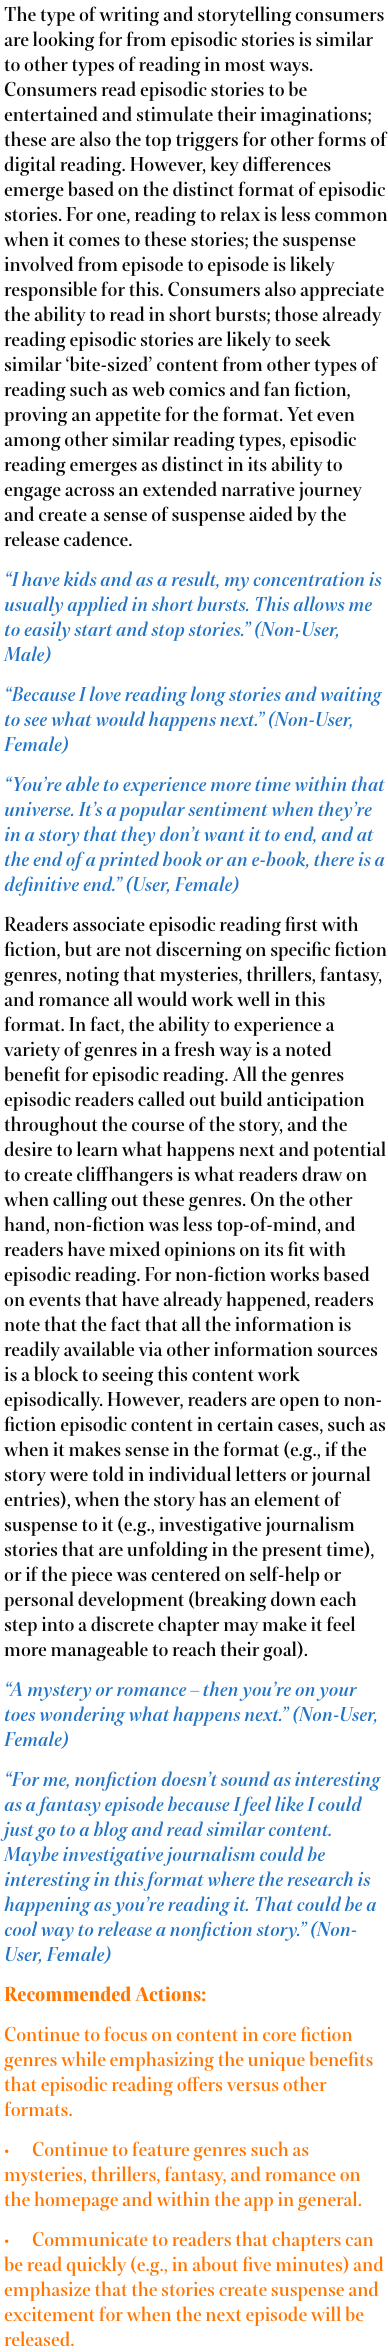 The type of writing and storytelling consumers
are looking for from episodic stories is similar
to other types of reading in most ways.
Consumers read episodic stories to be
entertained and stimulate their imaginations;
these are also the top triggers for other forms of
digital reading. However, key differences
emerge based on the distinct format of episodic
stories. For one, reading to relax is less common
when it comes to these stories; the suspense
involved from episode to episode is likely
responsible for this. Consumers also appreciate
the ability to read in short bursts; those already
reading episodic stories are likely to seek
similar ‘bite-sized’ content from other types of
reading such as web comics and fan fiction,
proving an appetite for the format. Yet even
among other similar reading types, episodic
reading emerges as distinct in its ability to
engage across an extended narrative journey
and create a sense of suspense aided by the
release cadence.
“I have kids and as a result, my concentration is
usually applied in short bursts. This allows me
to easily start and stop stories.” (Non-User,
Male)
“Because I love reading long stories and waiting
to see what would happens next.” (Non-User,
Female)
“You’re able to experience more time within that
universe. It’s a popular sentiment when they’re
in a story that they don’t want it to end, and at
the end of a printed book or an e-book, there is a
definitive end.” (User, Female)
Readers associate episodic reading first with
fiction, but are not discerning on specific fiction
genres, noting that mysteries, thrillers, fantasy,
and romance all would work well in this
format. In fact, the ability to experience a
variety of genres in a fresh way is a noted
benefit for episodic reading. All the genres
episodic readers called out build anticipation
throughout the course of the story, and the
desire to learn what happens next and potential
to create cliffhangers is what readers draw on
when calling out these genres. On the other
hand, non-fiction was less top-of-mind, and
readers have mixed opinions on its fit with
episodic reading. For non-fiction works based
on events that have already happened, readers
note that the fact that all the information is
readily available via other information sources
is a block to seeing this content work
episodically. However, readers are open to non-
fiction episodic content in certain cases, such as
when it makes sense in the format (e.g., if the
story were told in individual letters or journal
entries), when the story has an element of
suspense to it (e.g., investigative journalism
stories that are unfolding in the present time),
or if the piece was centered on self-help or
personal development (breaking down each
step into a discrete chapter may make it feel
more manageable to reach their goal).
“A mystery or romance – then you’re on your
toes wondering what happens next.” (Non-User,
Female)
“For me, nonfiction doesn’t sound as interesting
as a fantasy episode because I feel like I could
just go to a blog and read similar content.
Maybe investigative journalism could be
interesting in this format where the research is
happening as you’re reading it. That could be a
cool way to release a nonfiction story.” (Non-
User, Female)
Recommended Actions:
Continue to focus on content in core fiction
genres while emphasizing the unique benefits
that episodic reading offers versus other
formats.
• Continue to feature genres such as
mysteries, thrillers, fantasy, and romance on
the homepage and within the app in general.
• Communicate to readers that chapters can
be read quickly (e.g., in about five minutes) and
emphasize that the stories create suspense and
excitement for when the next episode will be
released.